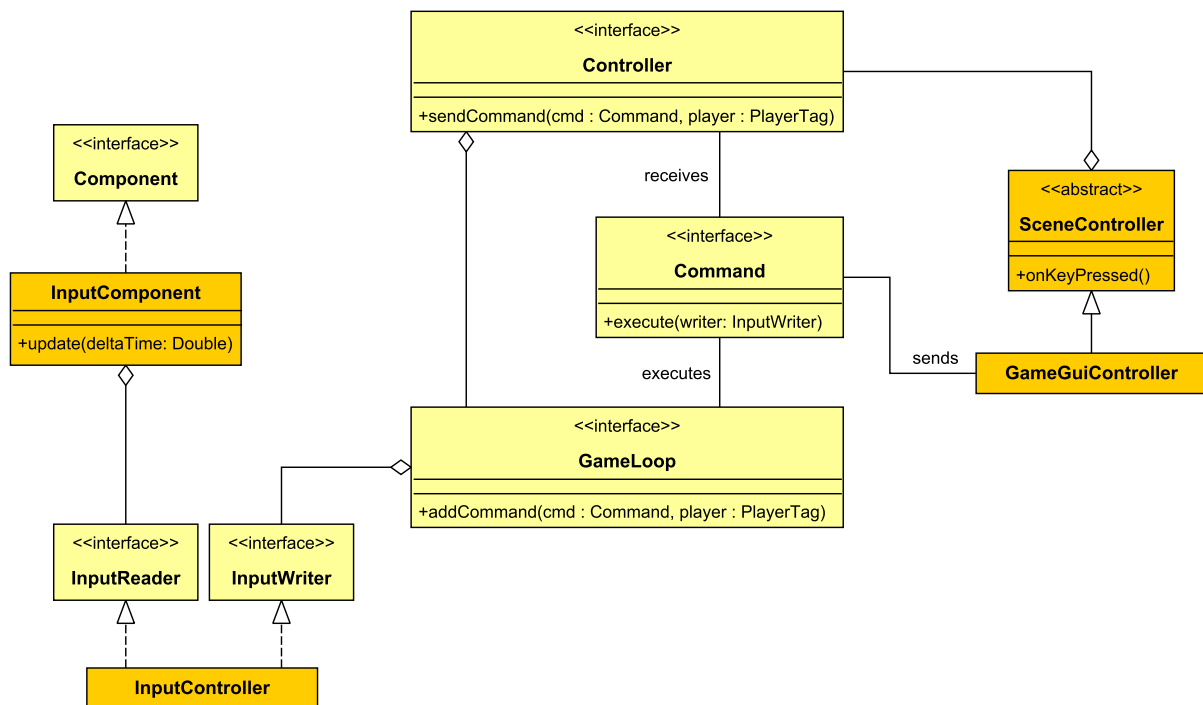 <<interface>>
Controller
+sendCommand(cmd : Command, player : PlayerTag)
<<interface>>
Component
receives
<<abstract>>
SceneController
+onKeyPressed()
<<interface>>
Command
+execute(writer: InputWriter)
InputComponent
+update(deltaTime: Double)
sends
GameGuiController
executes
<<interface>>
GameLoop
+addCommand(cmd : Command, player : PlayerTag)
<<interface>>
InputReader
<<interface>>
InputWriter
InputController